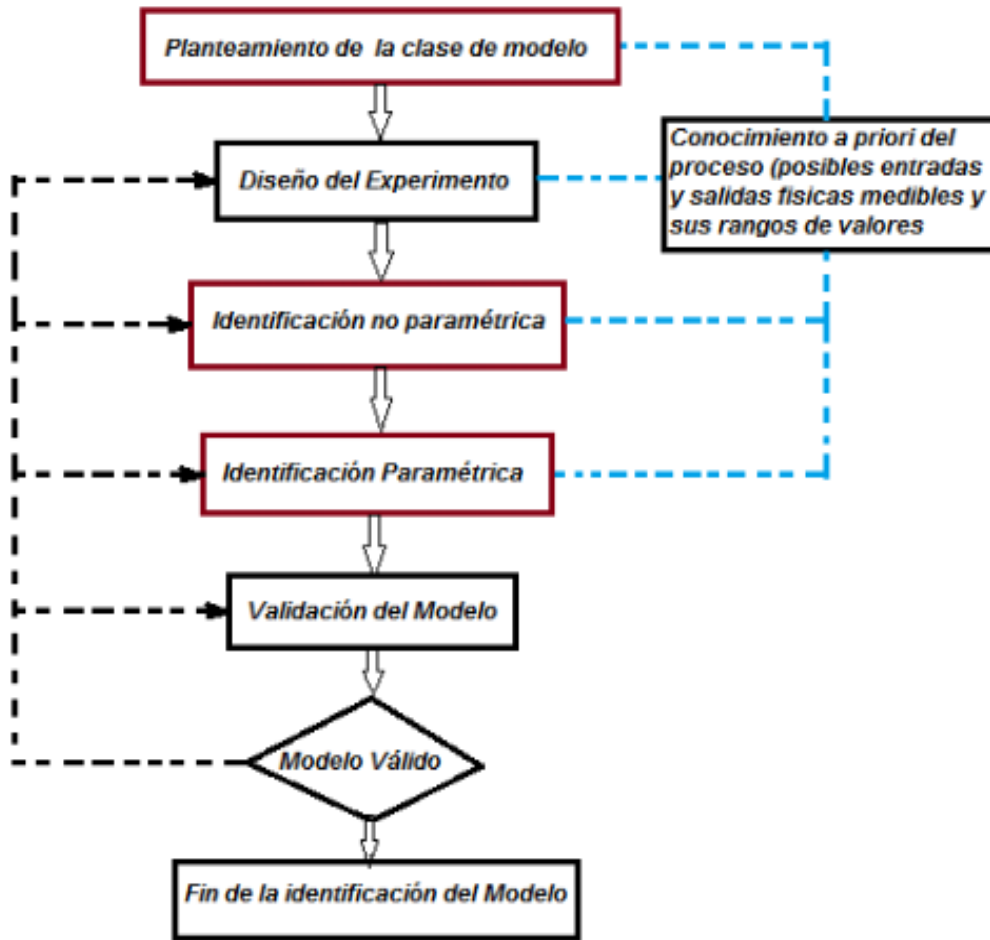 Planteamiento de la clase de modelo
Conocimiento a priori del
proceso (posibles entradas
y salidas fisicas medibles y
sus rangos de valores
Diseño del Experimento
Identificación no paramétrica
Identificación Paramétrica
Validación del Modelo
Modelo Válido
Fin de la identificación del Modelo